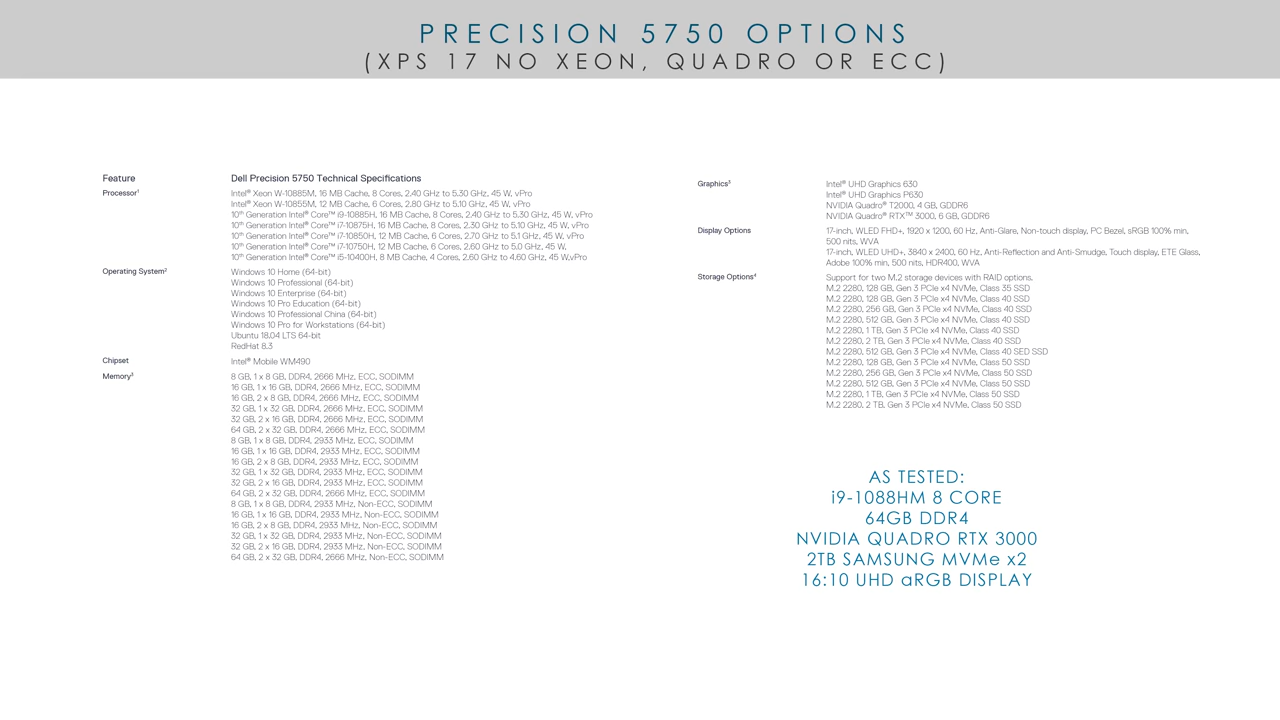 PRECISION 5750 OPTIONS
(XPS 17 NO XEON, QUADRO OR ECC)
Feature Dell Precision 5750 Technical Specifications
Processor¹ Intel® Xeon W-10885M, 16 MB Cache, 8 Cores, 2.40 GHz to 5.30 GHz, 45 W, vPro
Intel® Xeon W-10855M, 12 MB Cache, 6 Cores, 2.80 GHz to 5.10 GHz, 45 W, vPro
10th Generation Intel® Core™ i9-10885H, 16 MB Cache, 8 Cores, 2.40 GHz to 5.30 GHz, 45 W, vPro
10th Generation Intel® Core™ i7-10875H, 16 MB Cache, 8 Cores, 2.30 GHz to 5.10 GHz, 45 W, vPro
10th Generation Intel® Core™ i7-10850H, 12 MB Cache, 6 Cores, 2.70 GHz to 5.1 GHz, 45 W, vPro
10th Generation Intel® Core™ i7-10750H, 12 MB Cache, 6 Cores, 2.60 GHz to 5.0 GHz, 45 W,
10th Generation Intel® Core™ i5-10400H, 8 MB Cache, 4 Cores, 2.60 GHz to 4.60 GHz, 45 W,vPro
Operating System² Windows 10 Home (64-bit)
Windows 10 Professional (64-bit)
Windows 10 Enterprise (64-bit)
Windows 10 Pro Education (64-bit)
Windows 10 Professional China (64-bit)
Windows 10 Pro for Workstations (64-bit)
Ubuntu 18.04 LTS 64-bit
RedHat 8.3
Chipset Intel® Mobile WM490
Memory³ 8 GB, 1 x 8 GB, DDR4, 2666 MHz, ECC, SODIMM
16 GB, 1 x 16 GB, DDR4, 2666 MHz, ECC, SODIMM
16 GB, 2 x 8 GB, DDR4, 2666 MHz, ECC, SODIMM
32 GB, 1 x 32 GB, DDR4, 2666 MHz, ECC, SODIMM
32 GB, 2 x 16 GB, DDR4, 2666 MHz, ECC, SODIMM
64 GB, 2 x 32 GB, DDR4, 2666 MHz, ECC, SODIMM
8 GB, 1 x 8 GB, DDR4, 2933 MHz, ECC, SODIMM
16 GB, 1 x 16 GB, DDR4, 2933 MHz, ECC, SODIMM
16 GB, 2 x 8 GB, DDR4, 2933 MHz, ECC, SODIMM
32 GB, 1 x 32 GB, DDR4, 2933 MHz, ECC, SODIMM
32 GB, 2 x 16 GB, DDR4, 2933 MHz, ECC, SODIMM
64 GB, 2 x 32 GB, DDR4, 2666 MHz, ECC, SODIMM
8 GB, 1 x 8 GB, DDR4, 2933 MHz, Non-ECC, SODIMM
16 GB, 1 x 16 GB, DDR4, 2933 MHz, Non-ECC, SODIMM
16 GB, 2 x 8 GB, DDR4, 2933 MHz, Non-ECC, SODIMM
32 GB, 1 x 32 GB, DDR4, 2933 MHz, Non-ECC, SODIMM
32 GB, 2 x 16 GB, DDR4, 2933 MHz, Non-ECC, SODIMM
64 GB, 2 x 32 GB, DDR4, 2666 MHz, Non-ECC, SODIMM
Graphics³ Intel® UHD Graphics 630
Intel® UHD Graphics P630
NVIDIA Quadro® T2000, 4 GB, GDDR6
NVIDIA Quadro® RTX™ 3000, 6 GB, GDDR6
Display Options 17-inch, WLED FHD+, 1920 x 1200, 60 Hz, Anti-Glare, Non-touch display, PC Bezel, sRGB 100% min,
500 nits, WVA
17-inch, WLED UHD+, 3840 x 2400, 60 Hz, Anti-Reflection and Anti-Smudge, Touch display, ETE Glass,
Adobe 100% min, 500 nits, HDR400, WVA
Storage Options⁴ Support for two M.2 storage devices with RAID options.
M.2 2280, 128 GB, Gen 3 PCIe x4 NVMe, Class 35 SSD
M.2 2280, 128 GB, Gen 3 PCIe x4 NVMe, Class 40 SSD
M.2 2280, 256 GB, Gen 3 PCIe x4 NVMe, Class 40 SSD
M.2 2280, 512 GB, Gen 3 PCIe x4 NVMe, Class 40 SSD
M.2 2280, 1 TB, Gen 3 PCIe x4 NVMe, Class 40 SSD
M.2 2280, 2 TB, Gen 3 PCIe x4 NVMe, Class 40 SSD
M.2 2280, 512 GB, Gen 3 PCIe x4 NVMe, Class 40 SED SSD
M.2 2280, 128 GB, Gen 3 PCIe x4 NVMe, Class 50 SSD
M.2 2280, 256 GB, Gen 3 PCIe x4 NVMe, Class 50 SSD
M.2 2280, 512 GB, Gen 3 PCIe x4 NVMe, Class 50 SSD
M.2 2280, 1 TB, Gen 3 PCIe x4 NVMe, Class 50 SSD
M.2 2280, 2 TB, Gen 3 PCIe x4 NVMe, Class 50 SSD
AS TESTED:
i9-1088HM 8 CORE
64GB DDR4
NVIDIA QUADRO RTX 3000
2TB SAMSUNG MVMe x2
16:10 UHD aRGB DISPLAY